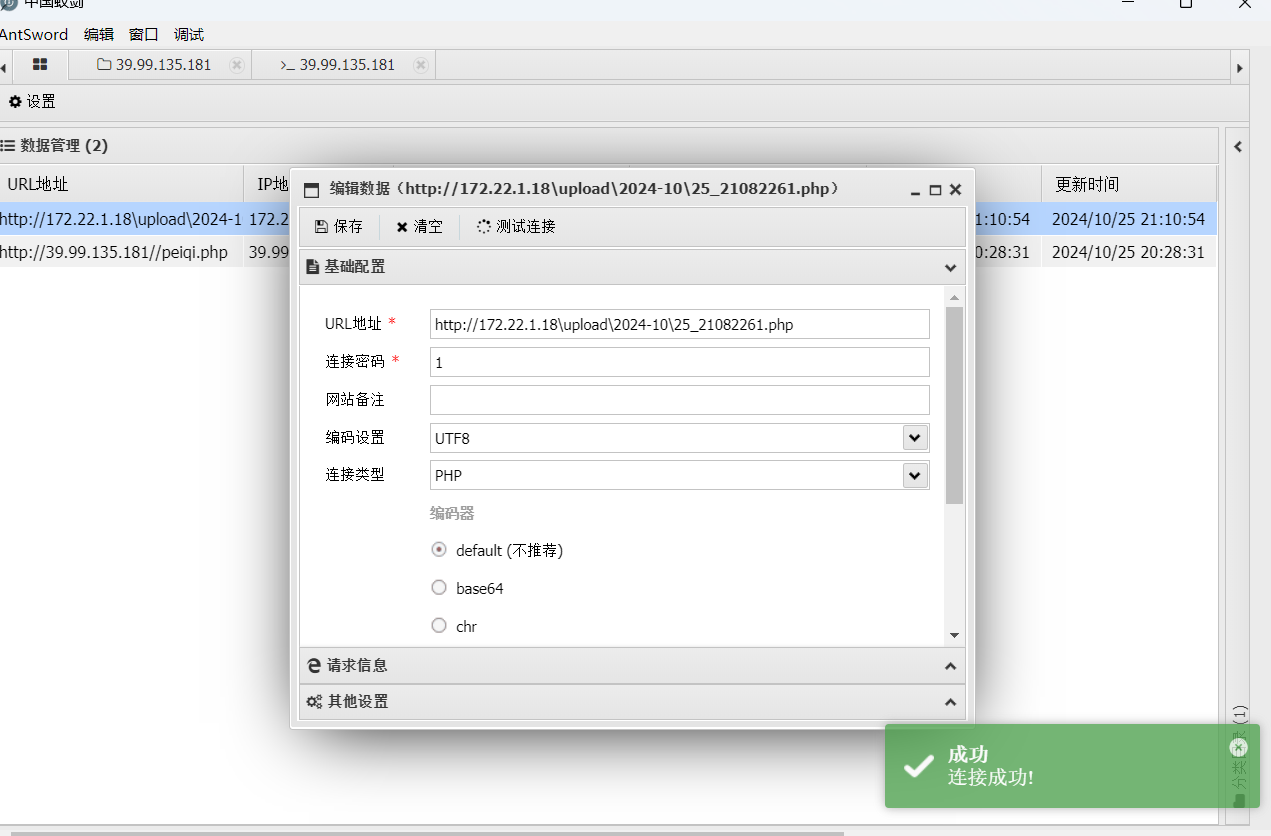 中国蚁剑
AntSword 编辑 窗口 调试
39.99.135.181
>_ 39.99.135.181
设置
数据管理 (2)
URL地址 IP地 更新时间
http://172.22.1.18\upload\2024-1 172.2 1:10:54 2024/10/25 21:10:54
http://39.99.135.181//peiqi.php 39.99 0:28:31 2024/10/25 20:28:31
编辑数据（http://172.22.1.18\upload\2024-10\25_21082261.php）
保存 清空 测试连接
基础配置
URL地址 * http://172.22.1.18\upload\2024-10\25_21082261.php
连接密码 * 1
网站备注
编码设置 UTF8
连接类型 PHP
编码器
default (不推荐)
base64
chr
请求信息
其他设置
分类目录 (1)
成功
连接成功!